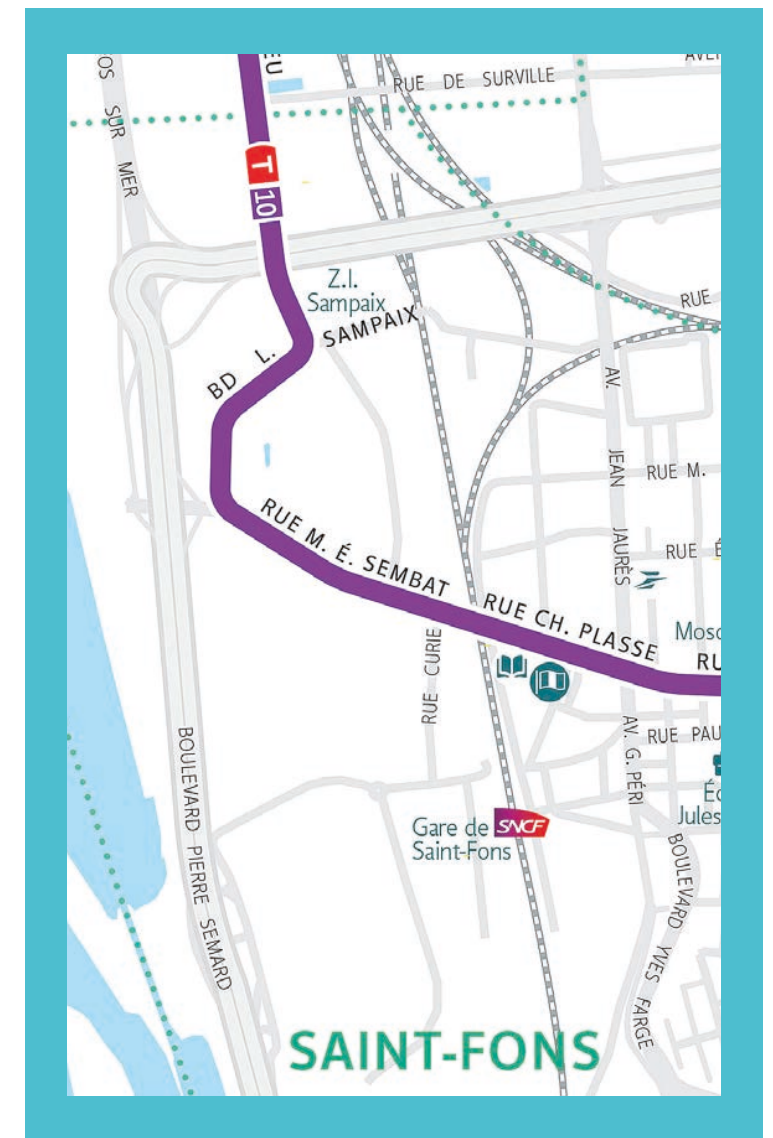 RUE DE SURVILLE
SUR MER
T
10
Z.I.
Sampaix
BD L. SAMPAIX
RUE
AV. JEAN JAURÈS
RUE M.
RUE M. É. SEMBAT
RUE CH. PLASSE
RUE CURIE
RUE PAU
AV. G. PÉRI
BOULEVARD PIERRE SEMARD
Gare de
Saint-Fons
SNCF
Jules
BOULEVARD YVES FARGE
SAINT-FONS